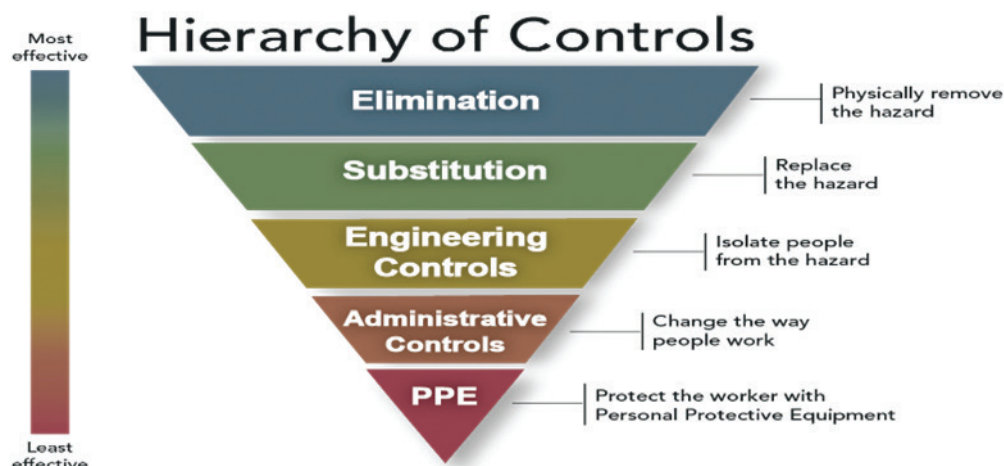 Hierarchy of Controls
Most
effective
Elimination
Physically remove
the hazard
Substitution
Replace
the hazard
Engineering
Controls
Isolate people
from the hazard
Administrative
Controls
Change the way
people work
PPE
Protect the worker with
Personal Protective Equipment
Least
effective